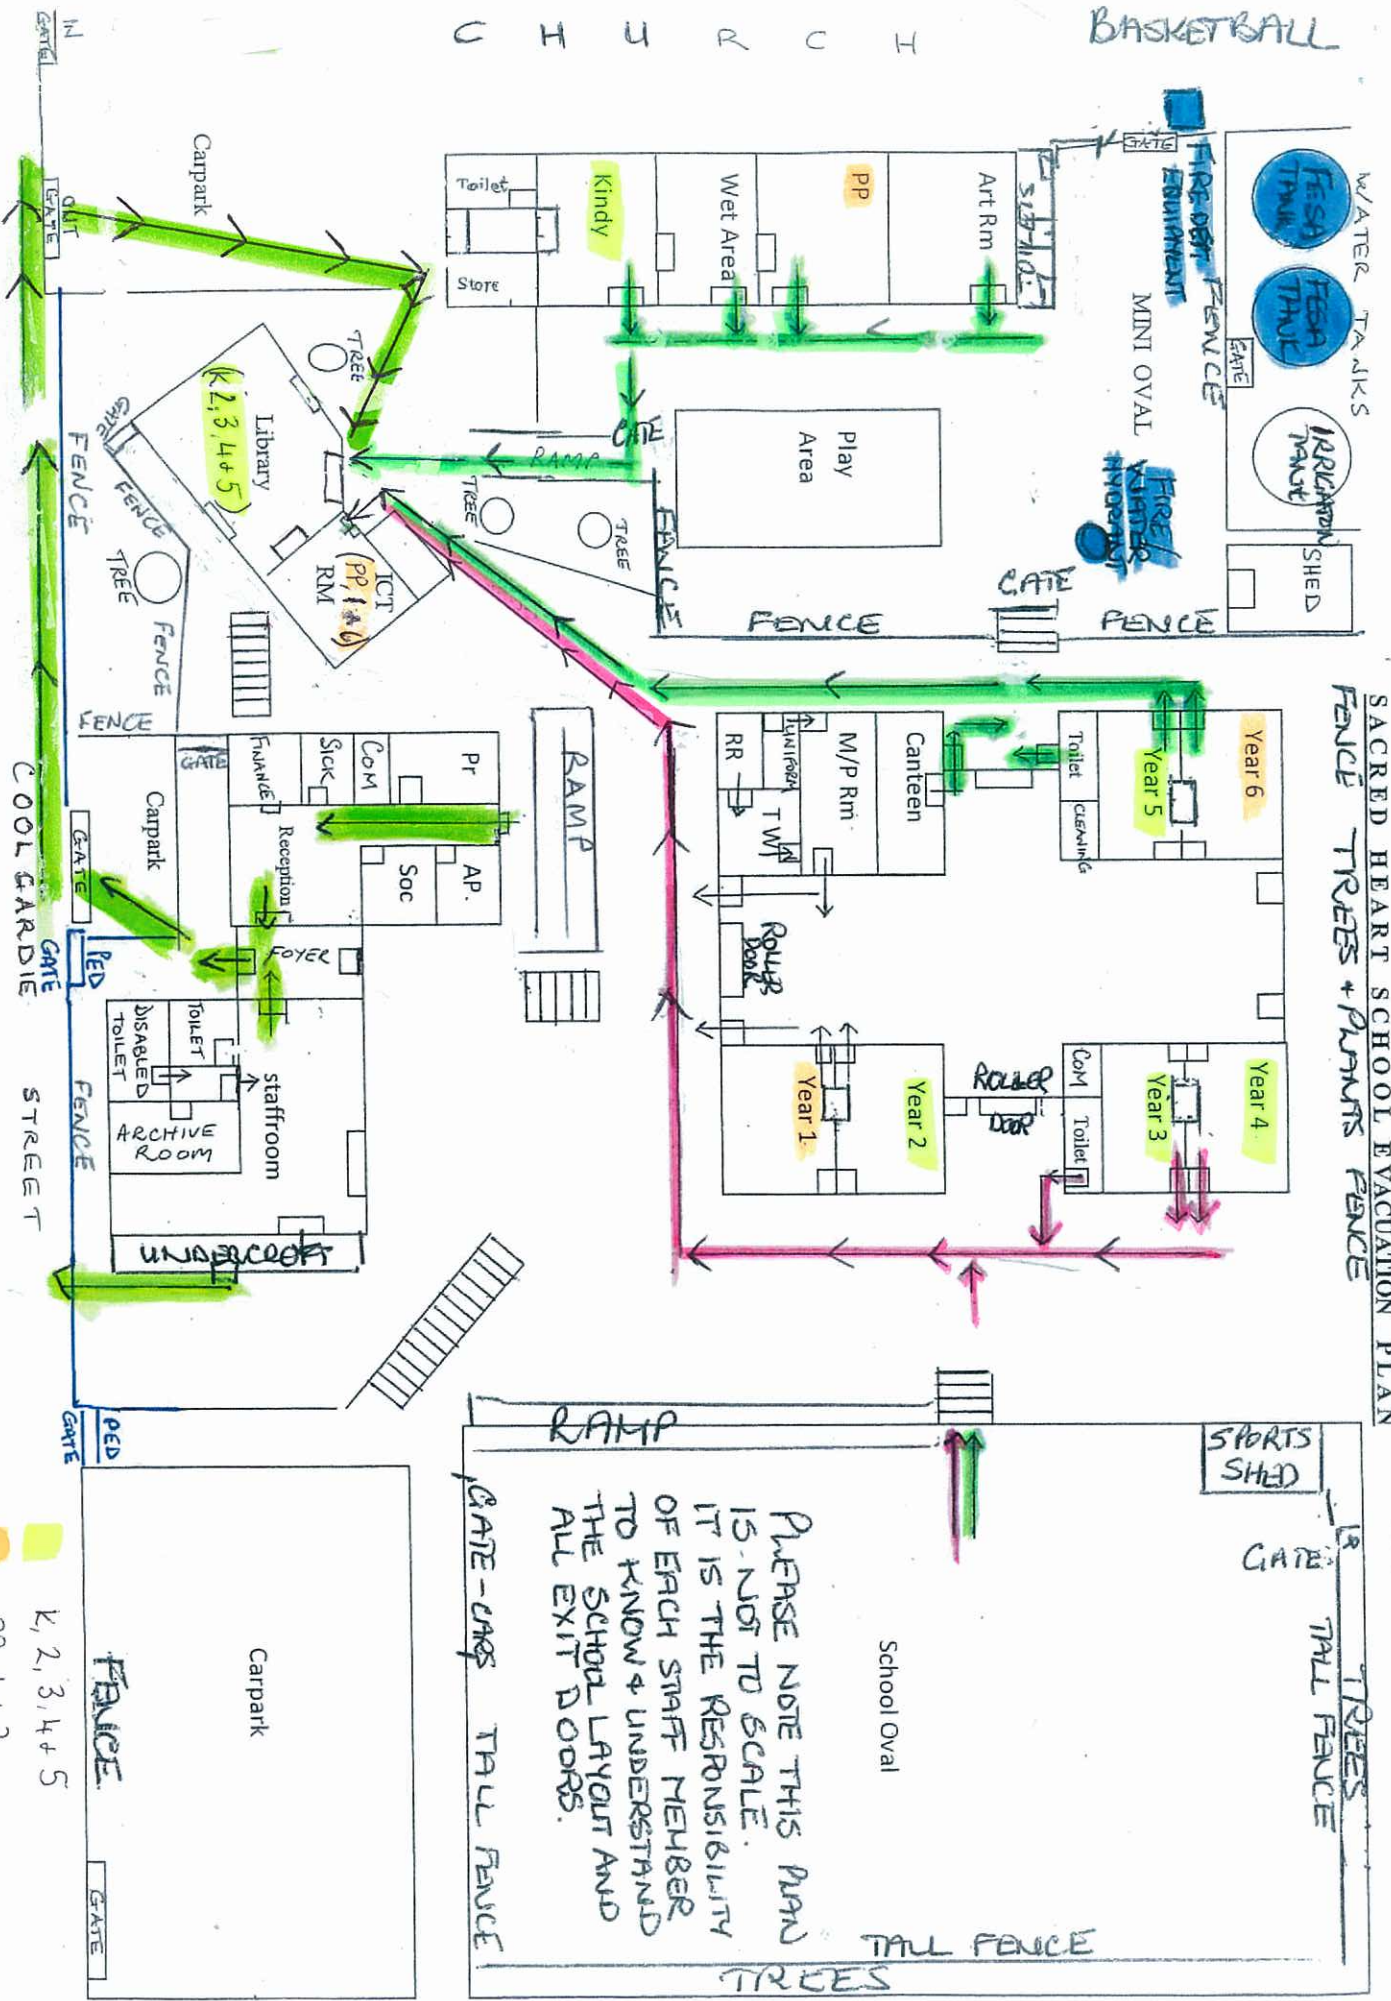 SACRED HEART SCHOOL EVACUATION PLAN
FENCE TREES + PLANTS FENCE
BASKETBALL
CHURCH
WATER TANKS
FESA
TANK
FESA
TANK
IRRIGATION
TANK
SHED
GATE
FIRE DEPT
EQUIPMENT
FENCE
GATE
MINI OVAL
FIRE/
WATER
HYDRANT
GATE
FENCE
FENCE
Art Rm
PP
Wet Area
Kindy
Toilet
Store
Play
Area
GATE
RAMP
FENCE
TREE
TREE
TREE
N
GATE
Carpark
OUT
GATE
Library
(K2,3,4+5)
ICT
RM
(PP,1+6)
GATE
FENCE
FENCE
TREE
FENCE
FENCE
Year 6
Year 5
Toilet
CLEANING
Canteen
M/P Rm
UNIFORM
RR
TW
ROLLER
DOOR
Year 4
Year 3
COM
Toilet
ROLLER
DOOR
Year 2
Year 1
RAMP
Pr
COM
SICK
FINANCE
AP.
Soc
Reception
FOYER
GATE
Carpark
GATE
PED
GATE
TOILET
DISABLED
TOILET
staffroom
ARCHIVE
ROOM
UNDERCROFT
FENCE
COOLGARDIE STREET
PED
GATE
SPORTS
SHED
GATE
TREES
TALL FENCE
RAMP
School Oval
PLEASE NOTE THIS PLAN
IS NOT TO SCALE.
IT IS THE RESPONSIBILITY
OF EACH STAFF MEMBER
TO KNOW & UNDERSTAND
THE SCHOOL LAYOUT AND
ALL EXIT DOORS.
GATE-CARS TALL FENCE
TALL FENCE
TREES
Carpark
FENCE
GATE
K, 2, 3, 4 + 5